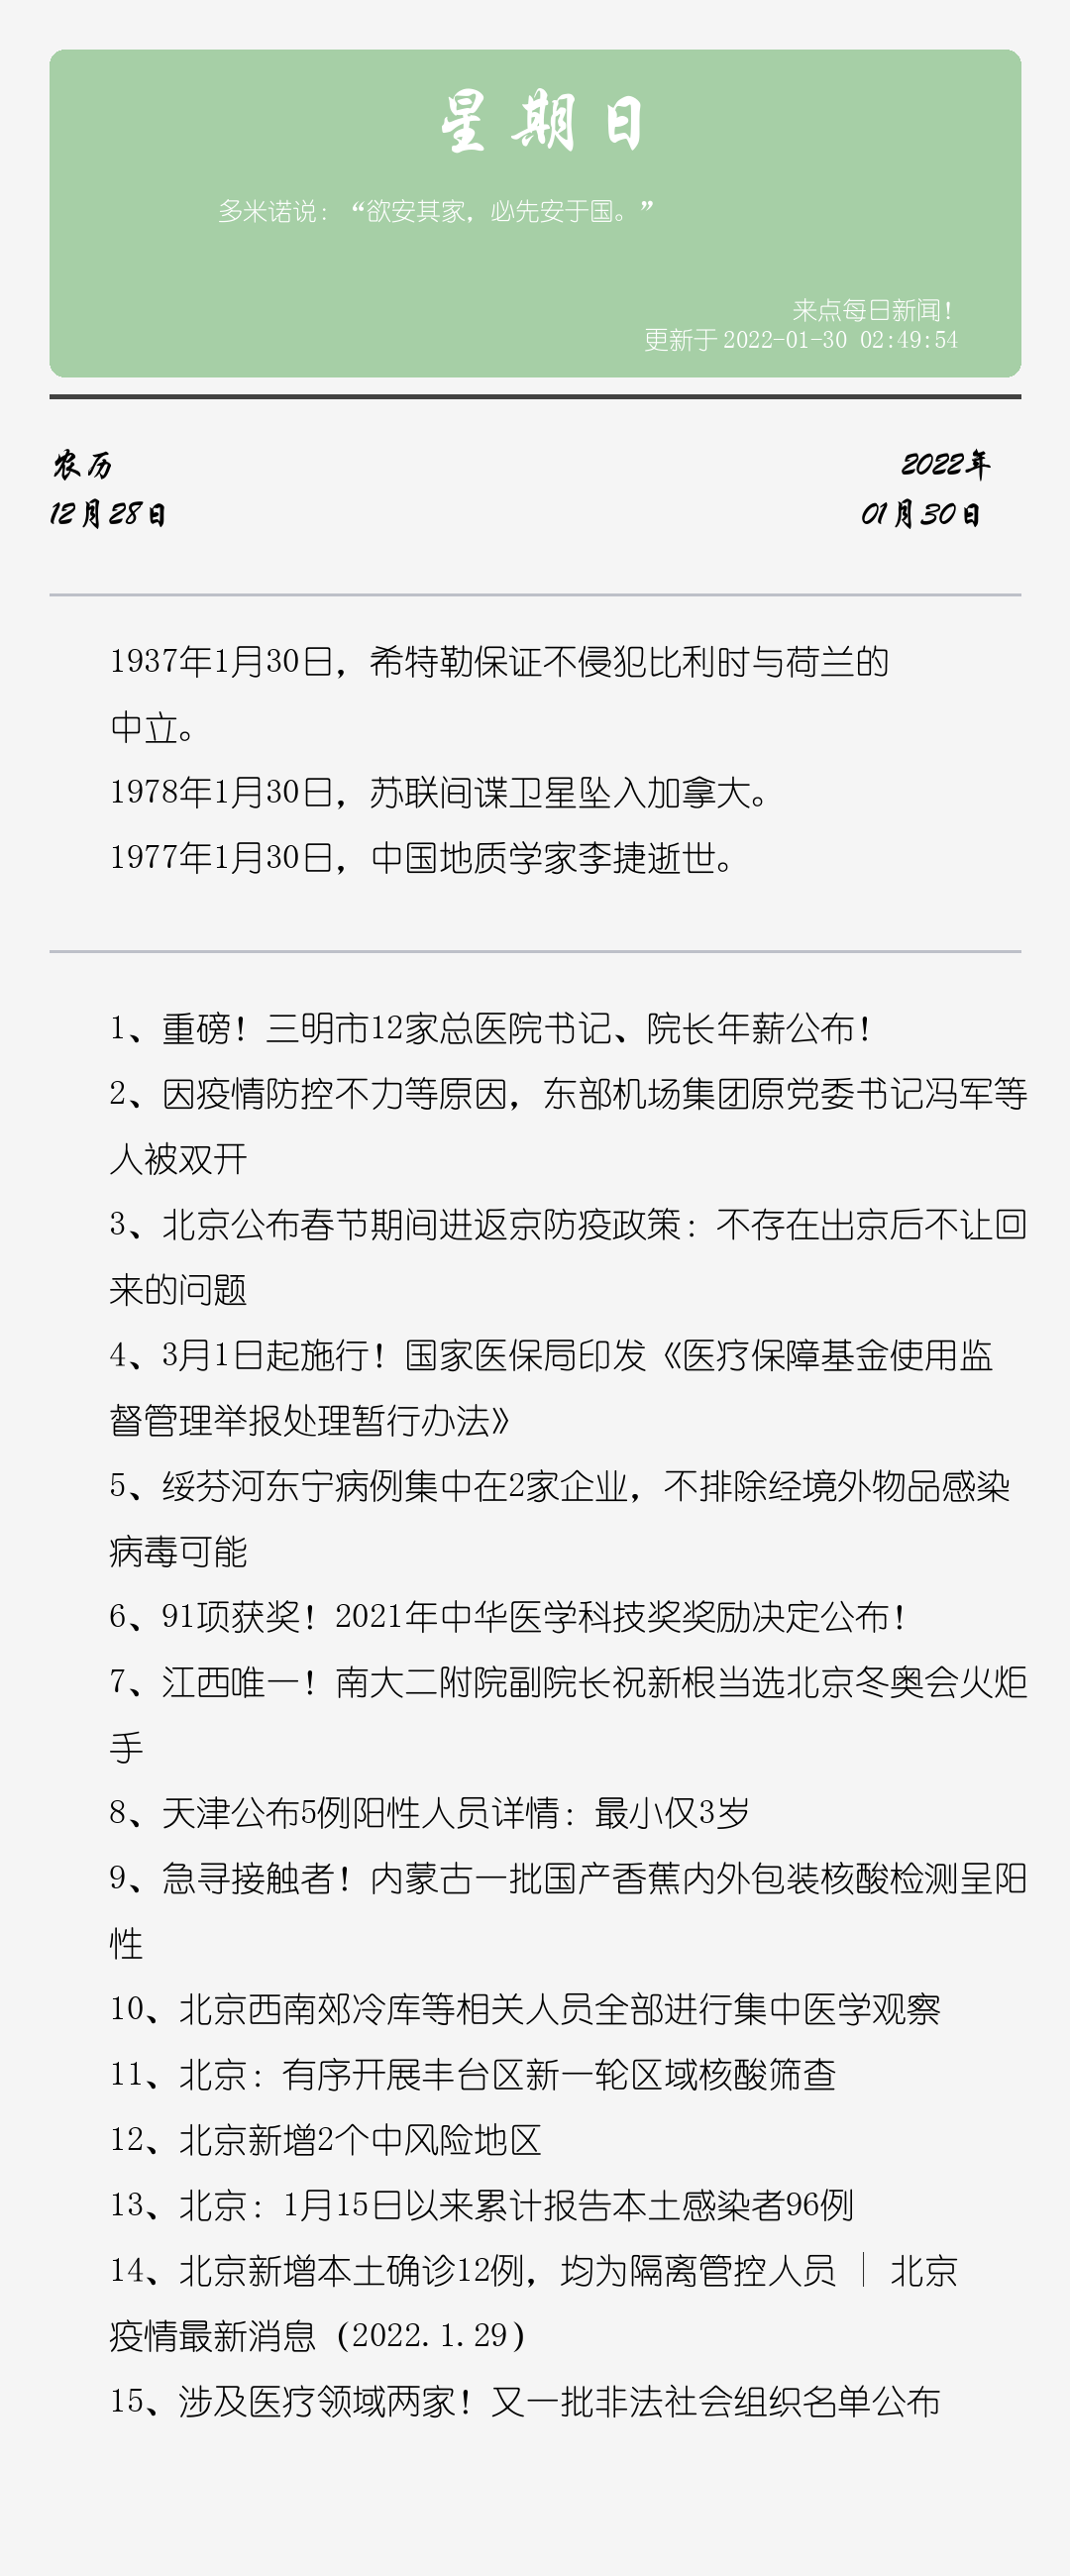 星期日
多米诺说：“欲安其家，必先安于国。”
来点每日新闻！
更新于 2022-01-30 02:49:54
农历
2022年
12月28日
01月30日
1937年1月30日，希特勒保证不侵犯比利时与荷兰的
中立。
1978年1月30日，苏联间谍卫星坠入加拿大。
1977年1月30日，中国地质学家李捷逝世。
1、重磅！三明市12家总医院书记、院长年薪公布！
2、因疫情防控不力等原因，东部机场集团原党委书记冯军等
人被双开
3、北京公布春节期间进返京防疫政策：不存在出京后不让回
来的问题
4、3月1日起施行！国家医保局印发《医疗保障基金使用监
督管理举报处理暂行办法》
5、绥芬河东宁病例集中在2家企业，不排除经境外物品感染
病毒可能
6、91项获奖！2021年中华医学科技奖奖励决定公布！
7、江西唯一！南大二附院副院长祝新根当选北京冬奥会火炬
手
8、天津公布5例阳性人员详情：最小仅3岁
9、急寻接触者！内蒙古一批国产香蕉内外包装核酸检测呈阳
性
10、北京西南郊冷库等相关人员全部进行集中医学观察
11、北京：有序开展丰台区新一轮区域核酸筛查
12、北京新增2个中风险地区
13、北京：1月15日以来累计报告本土感染者96例
14、北京新增本土确诊12例，均为隔离管控人员 ｜ 北京
疫情最新消息（2022.1.29）
15、涉及医疗领域两家！又一批非法社会组织名单公布